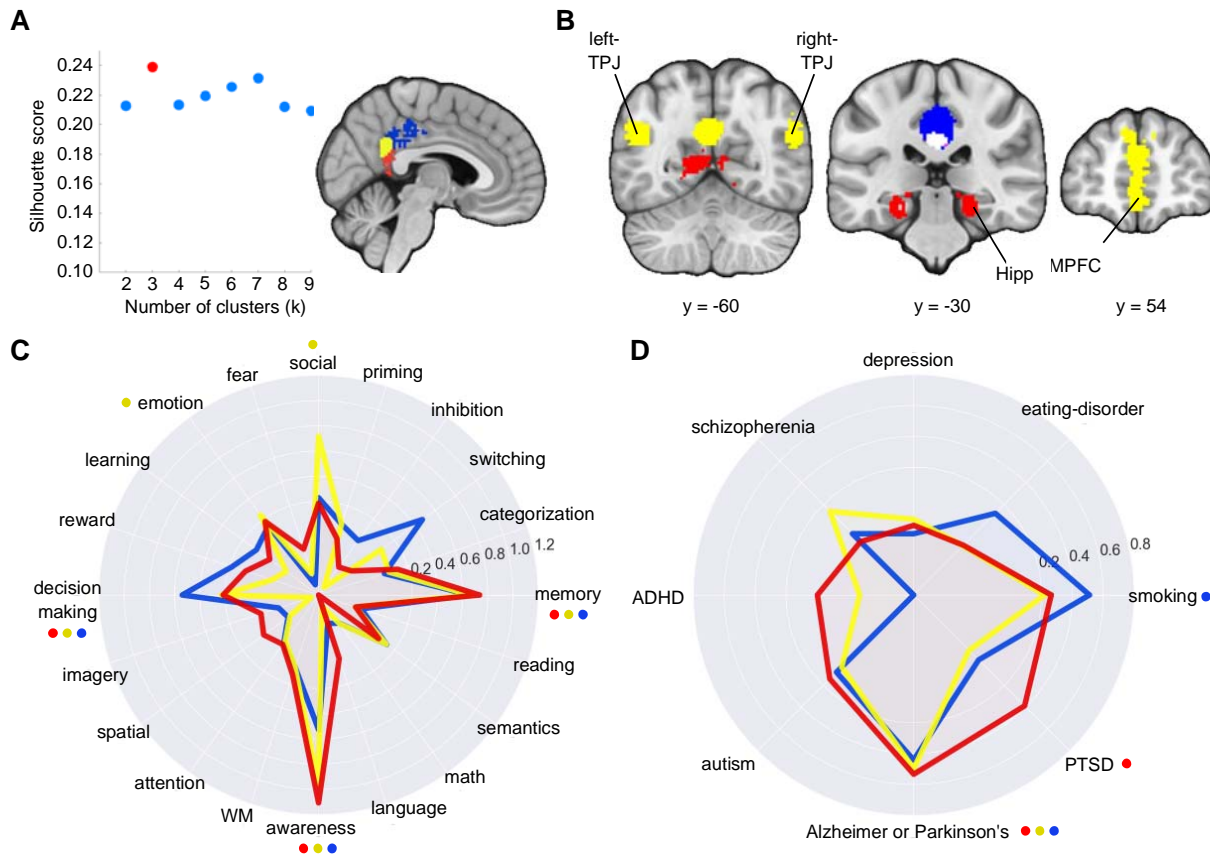 A
B
left-
TPJ
right-
TPJ
0.24
0.22
0.20
0.18
0.16
0.14
0.12
0.10
Silhouette score
2 3 4 5 6 7 8 9
Number of clusters (k)
Hipp
MPFC
y = -60
y = -30
y = 54
C
social
fear
priming
emotion
inhibition
learning
switching
reward
categorization
0.2 0.4 0.6 0.8 1.0 1.2
decision
making
memory
imagery
reading
spatial
semantics
attention
math
WM
language
awareness
D
depression
schizopherenia
eating-disorder
0.2 0.4 0.6 0.8
ADHD
smoking
autism
PTSD
Alzheimer or Parkinson's